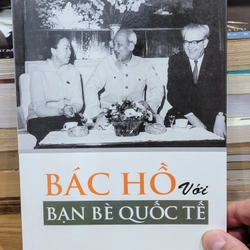 BÁC HỒ Với
BẠN BÈ QUỐC TẾ